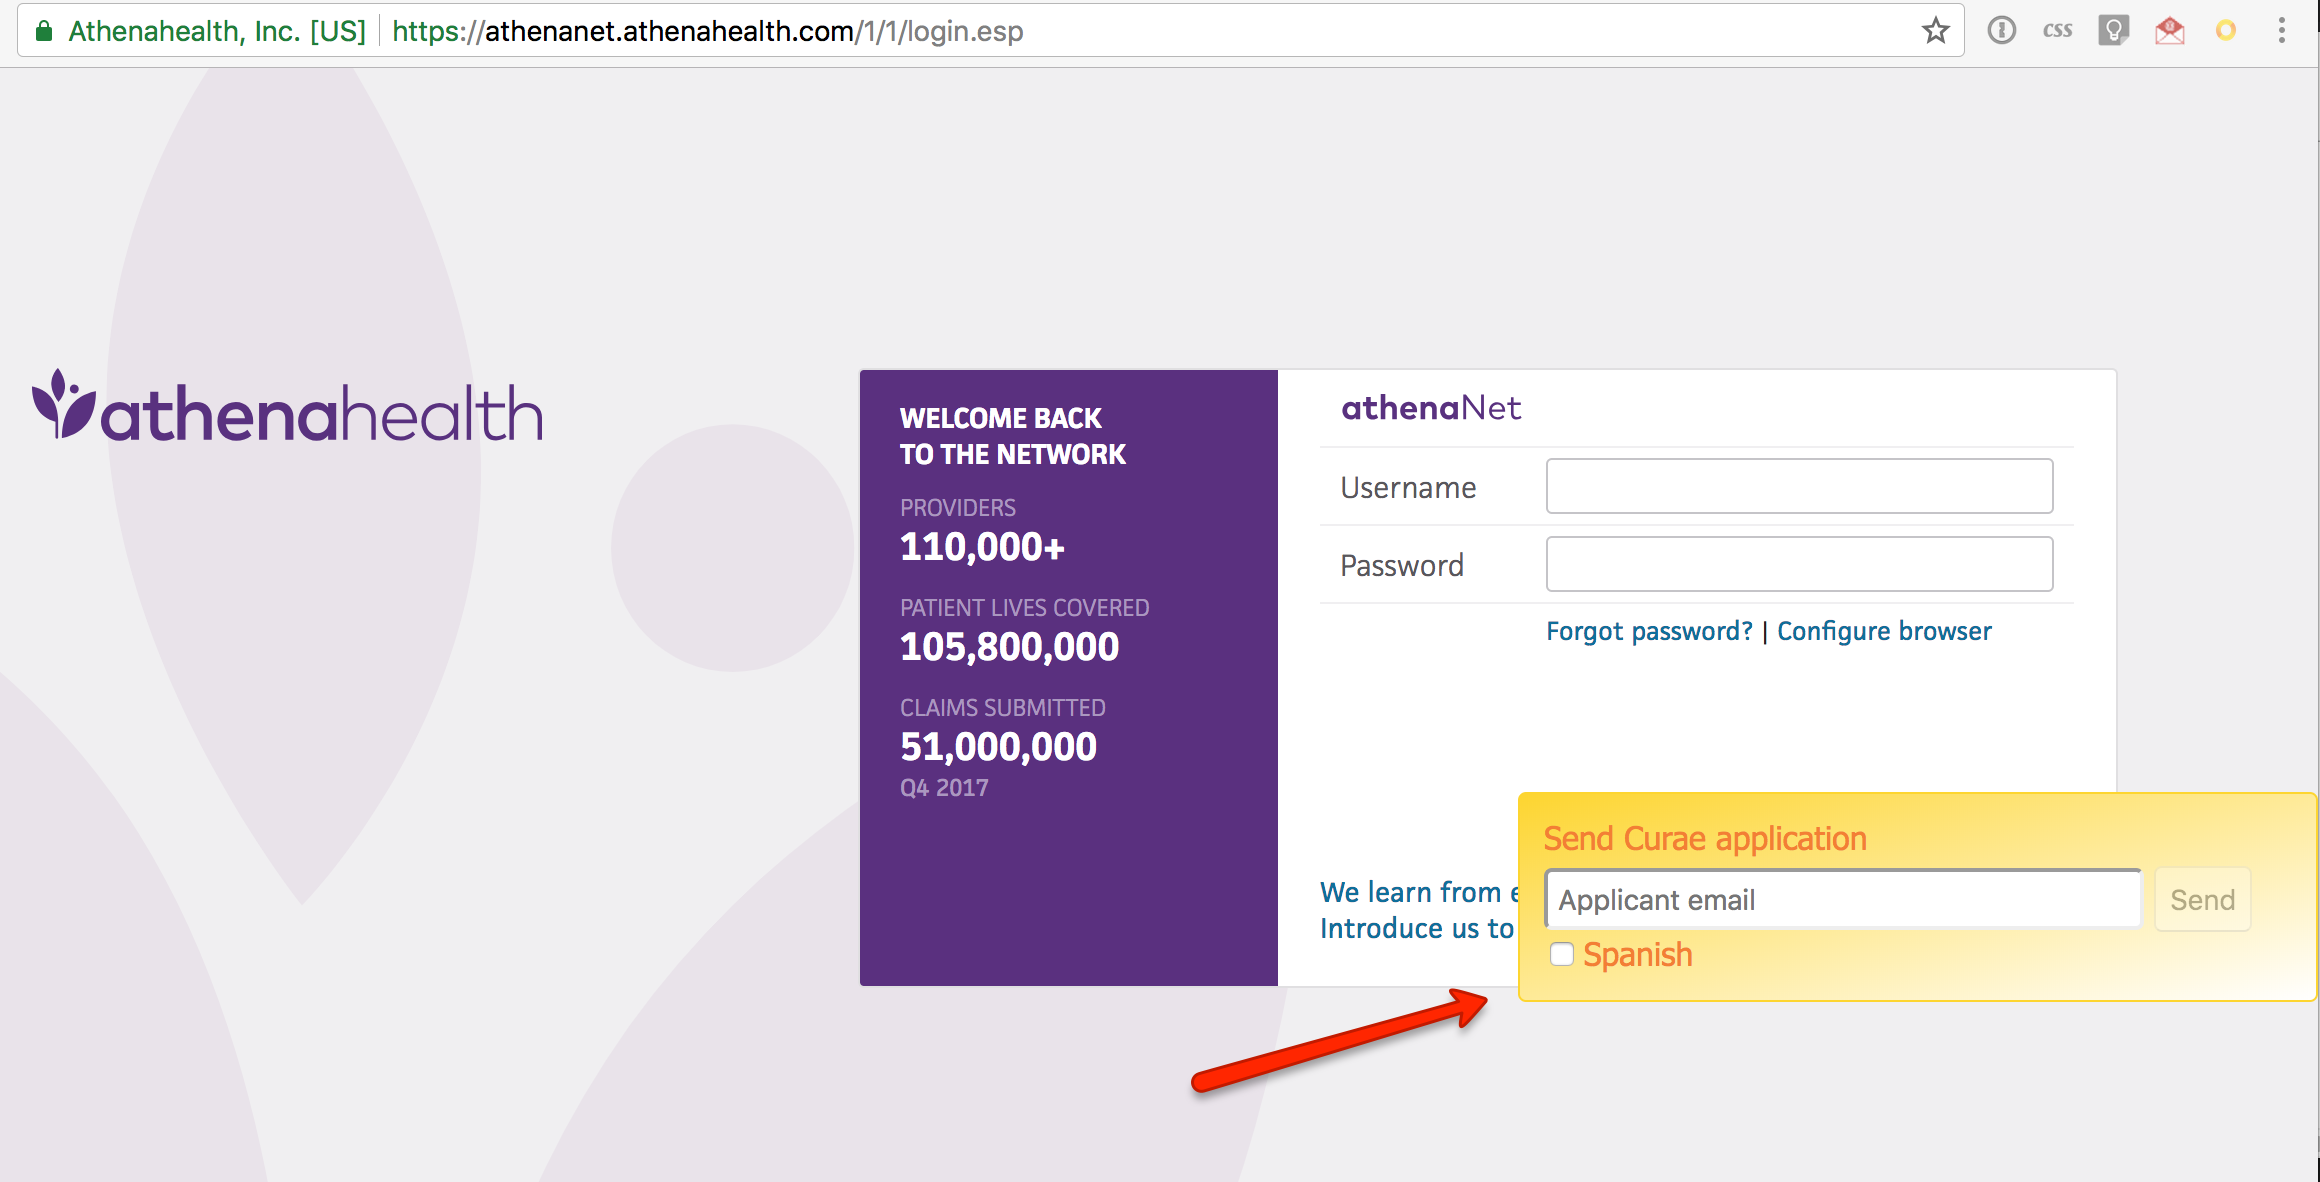 Athenahealth, Inc. [US] https://athenanet.athenahealth.com/1/1/login.esp
css
athenahealth
WELCOME BACK
TO THE NETWORK
PROVIDERS
110,000+
PATIENT LIVES COVERED
105,800,000
CLAIMS SUBMITTED
51,000,000
Q4 2017
athenaNet
Username
Password
Forgot password? | Configure browser
We learn from
Introduce us to
Send Curae application
Applicant email
Send
Spanish